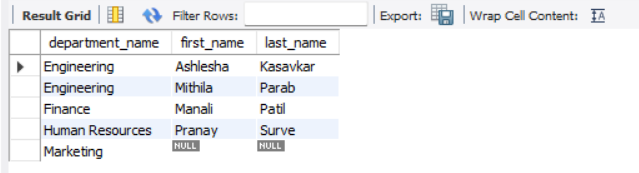 Result Grid Filter Rows: Export: Wrap Cell Content: IA
department_name first_name last_name
Engineering Ashlesha Kasavkar
Engineering Mithila Parab
Finance Manali Patil
Human Resources Pranay Surve
Marketing NULL NULL